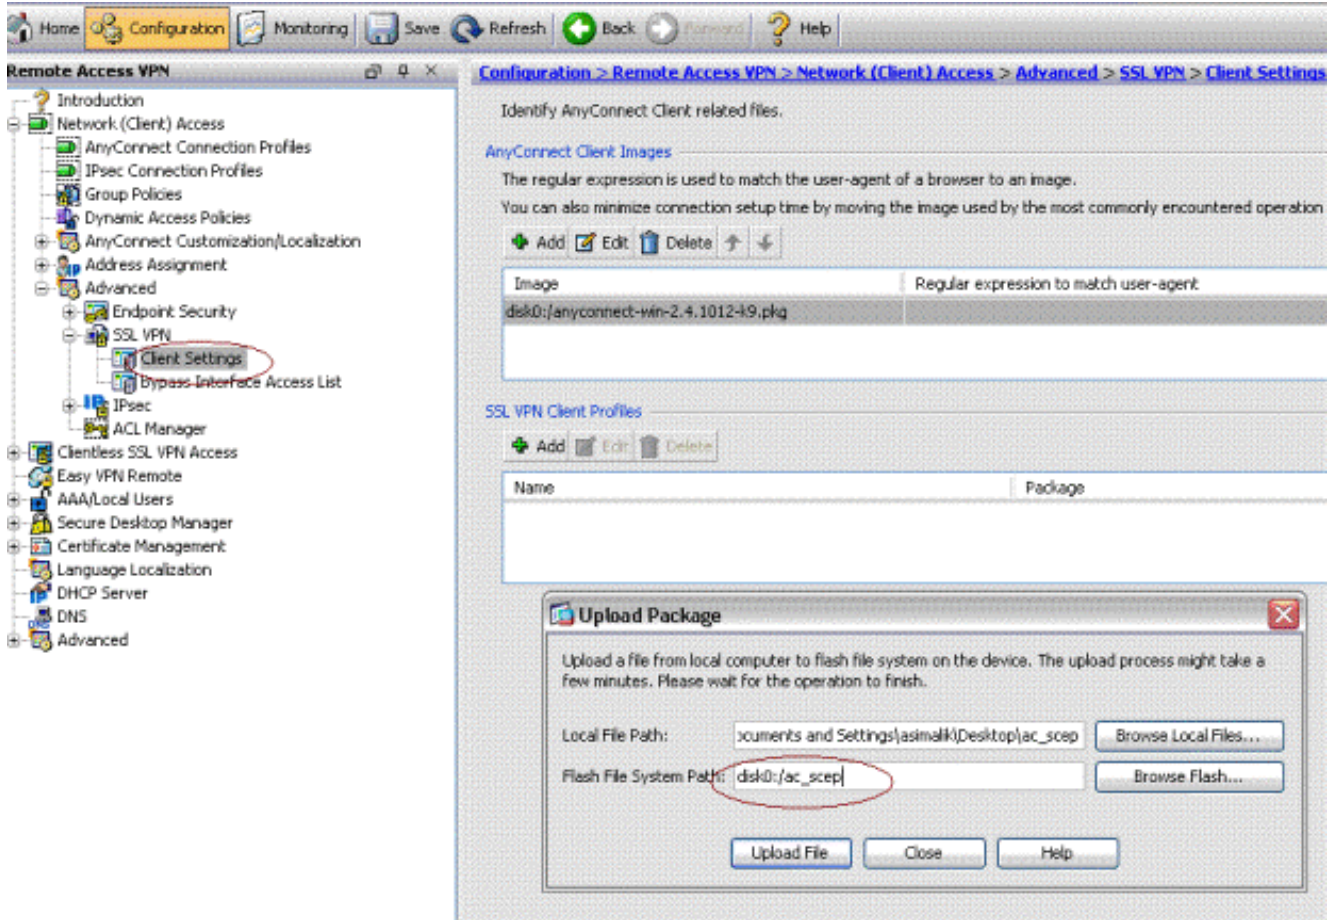 Home Configuration Monitoring Save Refresh Back Forward Help
Remote Access VPN
Introduction
Network (Client) Access
AnyConnect Connection Profiles
IPsec Connection Profiles
Group Policies
Dynamic Access Policies
AnyConnect Customization/Localization
Address Assignment
Advanced
Endpoint Security
SSL VPN
Client Settings
Bypass Interface Access List
IPsec
ACL Manager
Clientless SSL VPN Access
Easy VPN Remote
AAA/Local Users
Secure Desktop Manager
Certificate Management
Language Localization
DHCP Server
DNS
Advanced
Configuration > Remote Access VPN > Network (Client) Access > Advanced > SSL VPN > Client Settings
Identify AnyConnect Client related files.
AnyConnect Client Images
The regular expression is used to match the user-agent of a browser to an image.
You can also minimize connection setup time by moving the image used by the most commonly encountered operation
Add Edit Delete
Image Regular expression to match user-agent
disk0:/anyconnect-win-2.4.1012-k9.pkg
SSL VPN Client Profiles
Add Edit Delete
Name Package
Upload Package
Upload a file from local computer to flash file system on the device. The upload process might take a
few minutes. Please wait for the operation to finish.
Local File Path: ocuments and Settings\asimalik\Desktop\ac_scep Browse Local Files...
Flash File System Path: disk0:/ac_scep Browse Flash...
Upload File Close Help